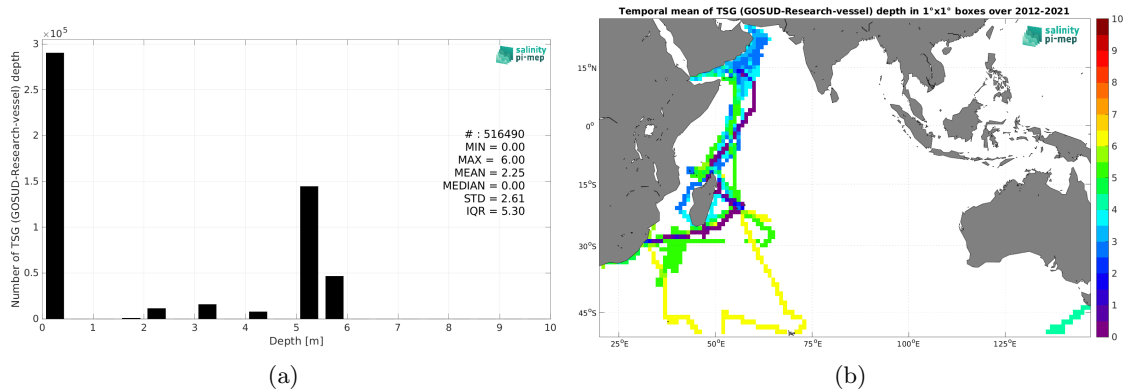 ×10⁵
3
2.5
2
1.5
1
0.5
0
Number of TSG (GOSUD-Research-vessel) depth
salinity
pi-mep
# : 516490
MIN = 0.00
MAX = 6.00
MEAN = 2.25
MEDIAN = 0.00
STD = 2.61
IQR = 5.30
0 1 2 3 4 5 6 7 8 9 10
Depth [m]
(a)
Temporal mean of TSG (GOSUD-Research-vessel) depth in 1°x1° boxes over 2012-2021
salinity
pi-mep
15°N
0°
15°S
30°S
45°S
25°E 50°E 75°E 100°E 125°E
10
9
8
7
6
5
4
3
2
1
0
(b)